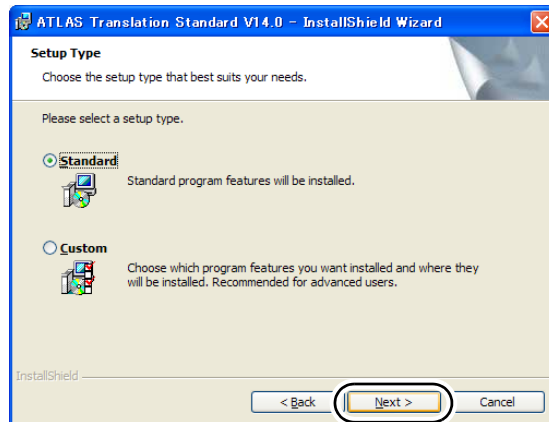 ATLAS Translation Standard V14.0 - InstallShield Wizard
Setup Type
Choose the setup type that best suits your needs.
Please select a setup type.
Standard
Standard program features will be installed.
Custom
Choose which program features you want installed and where they
will be installed. Recommended for advanced users.
InstallShield
< Back Next > Cancel